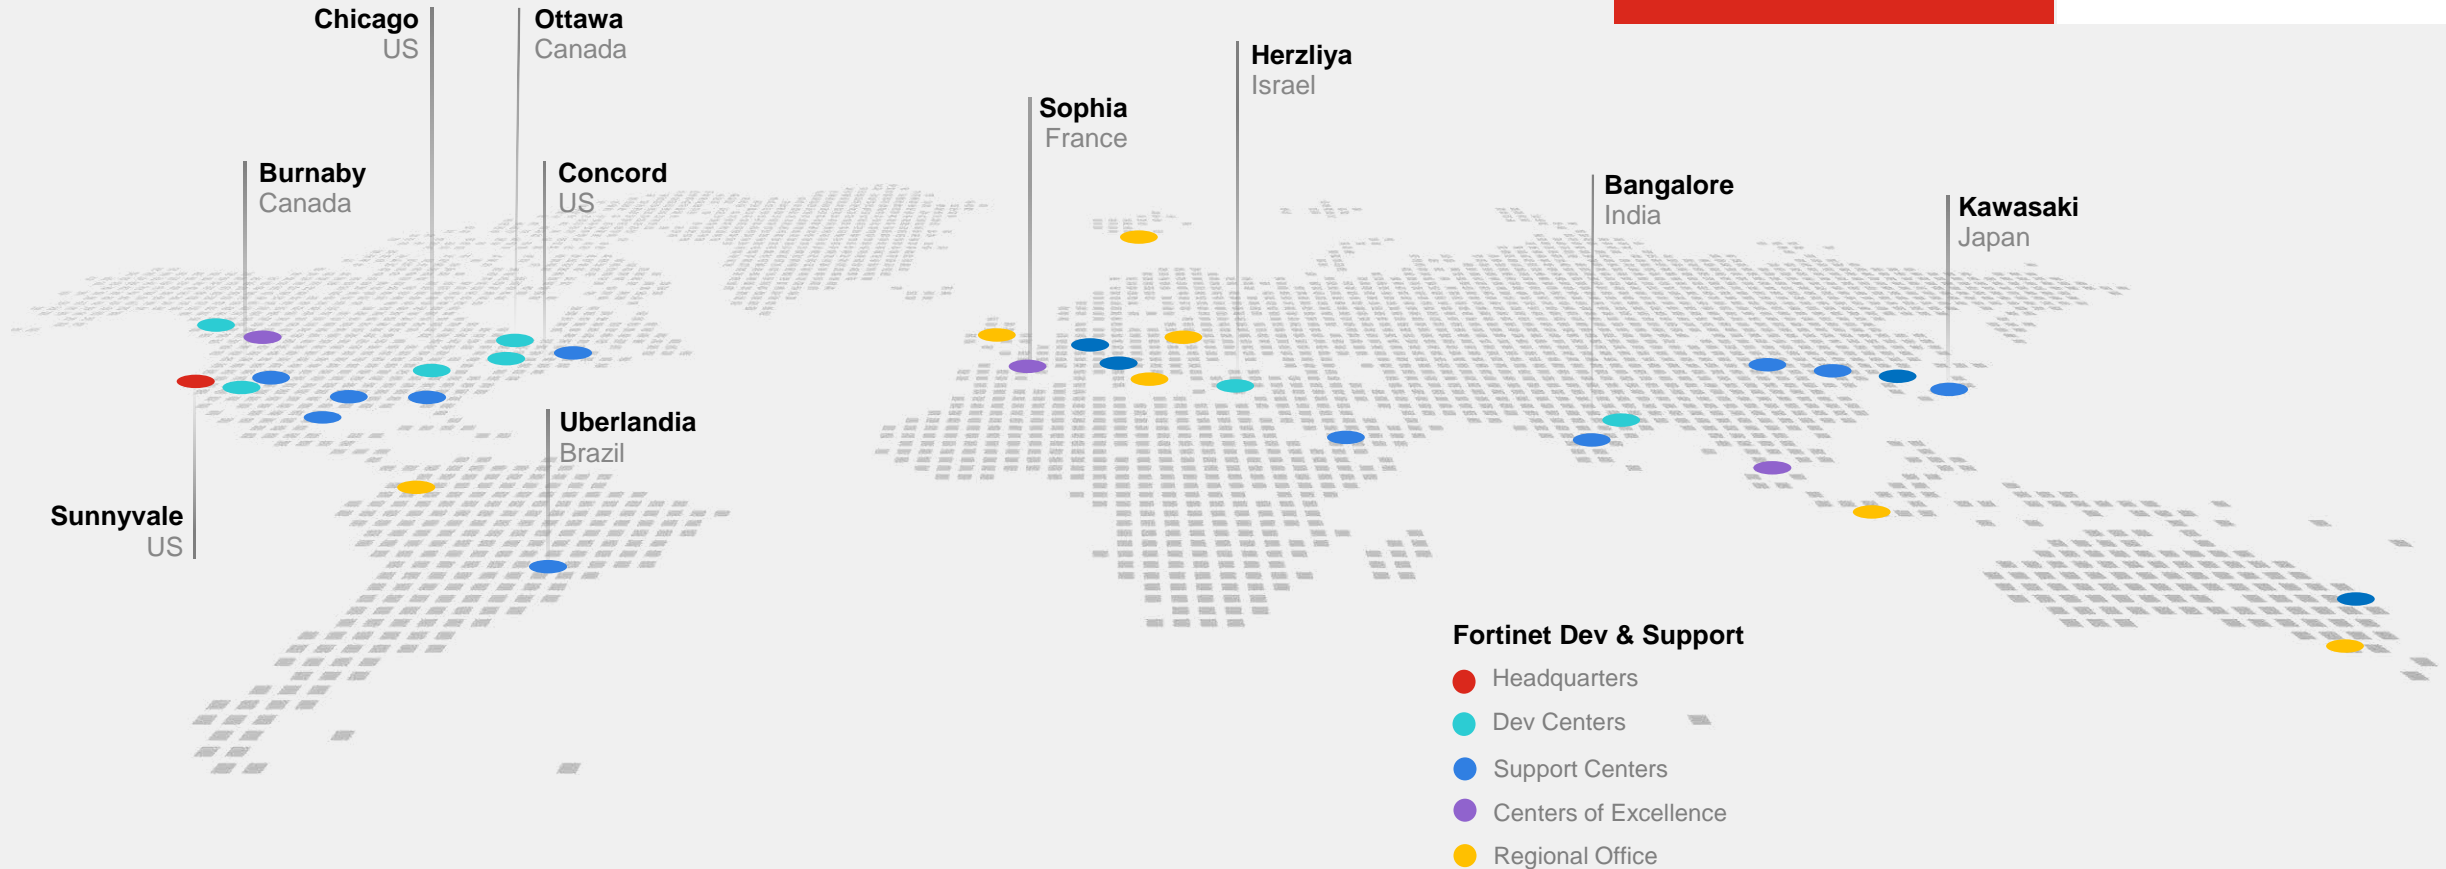 Chicago
US
Ottawa
Canada
Herzliya
Israel
Sophia
France
Burnaby
Canada
Concord
US
Bangalore
India
Kawasaki
Japan
Uberlandia
Brazil
Sunnyvale
US
Fortinet Dev & Support
Headquarters
Dev Centers
Support Centers
Centers of Excellence
Regional Office